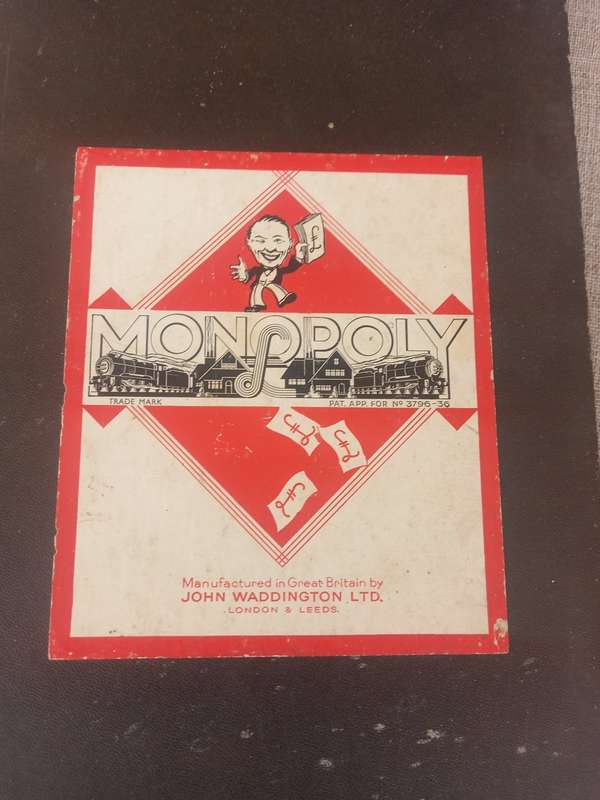 £
MONOPOLY
TRADE MARK PAT. APP. FOR Nº 3796-36
£
£
£
Manufactured in Great Britain by
JOHN WADDINGTON LTD.
LONDON & LEEDS.